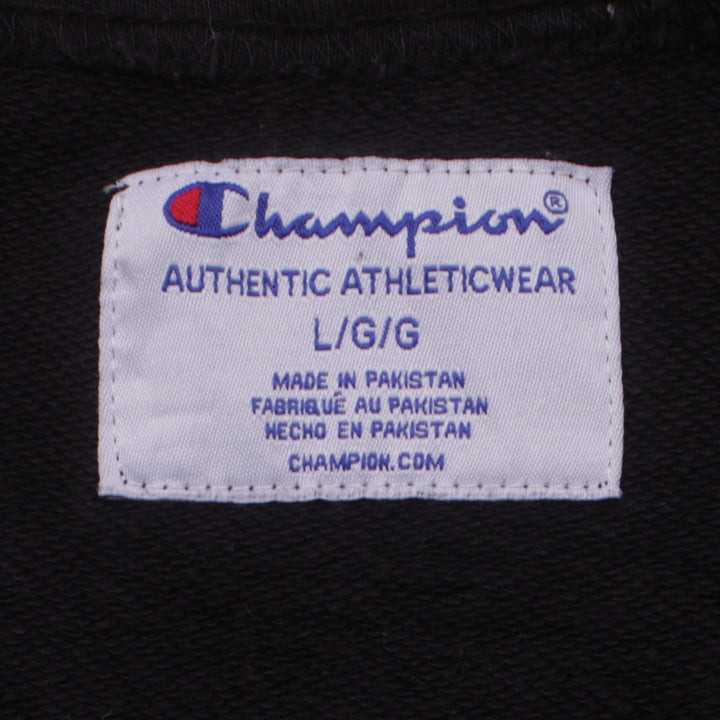 Champion®
AUTHENTIC ATHLETICWEAR
L/G/G
MADE IN PAKISTAN
FABRIQUÉ AU PAKISTAN
HECHO EN PAKISTAN
CHAMPION.COM